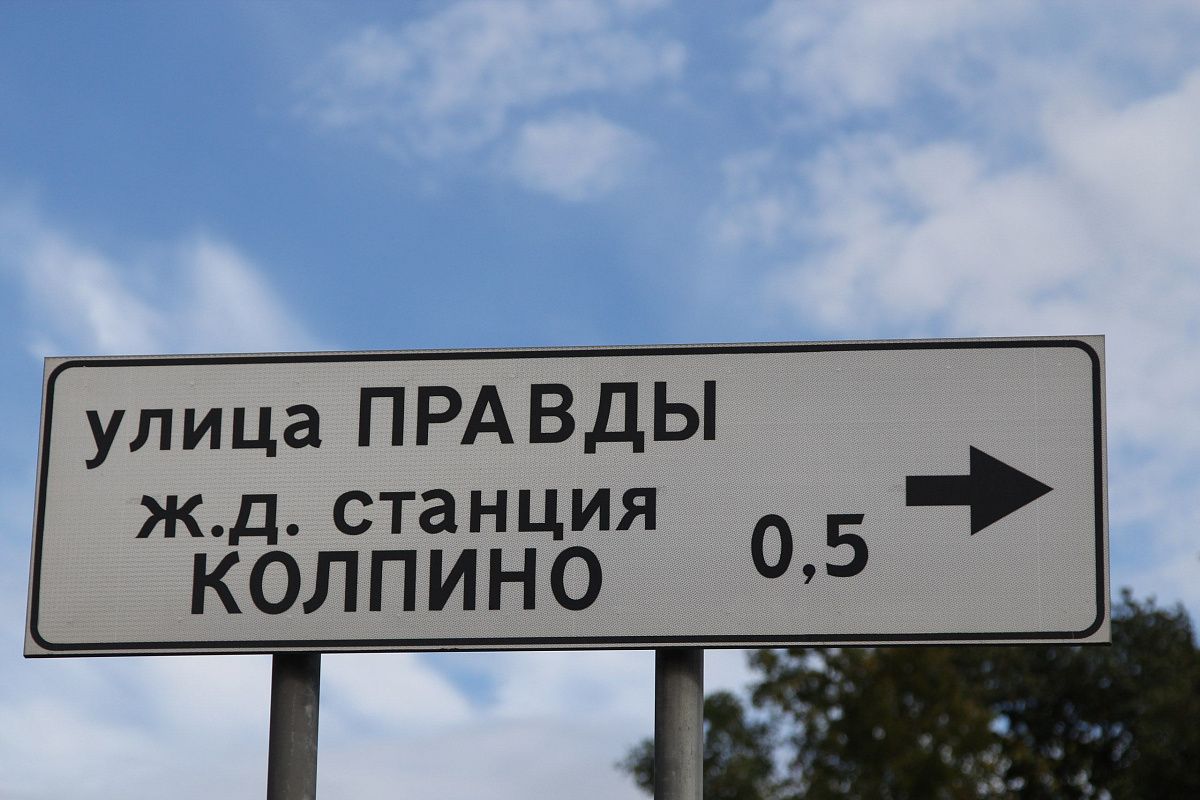 улица ПРАВДЫ
ж.д. станция
КОЛПИНО 0,5